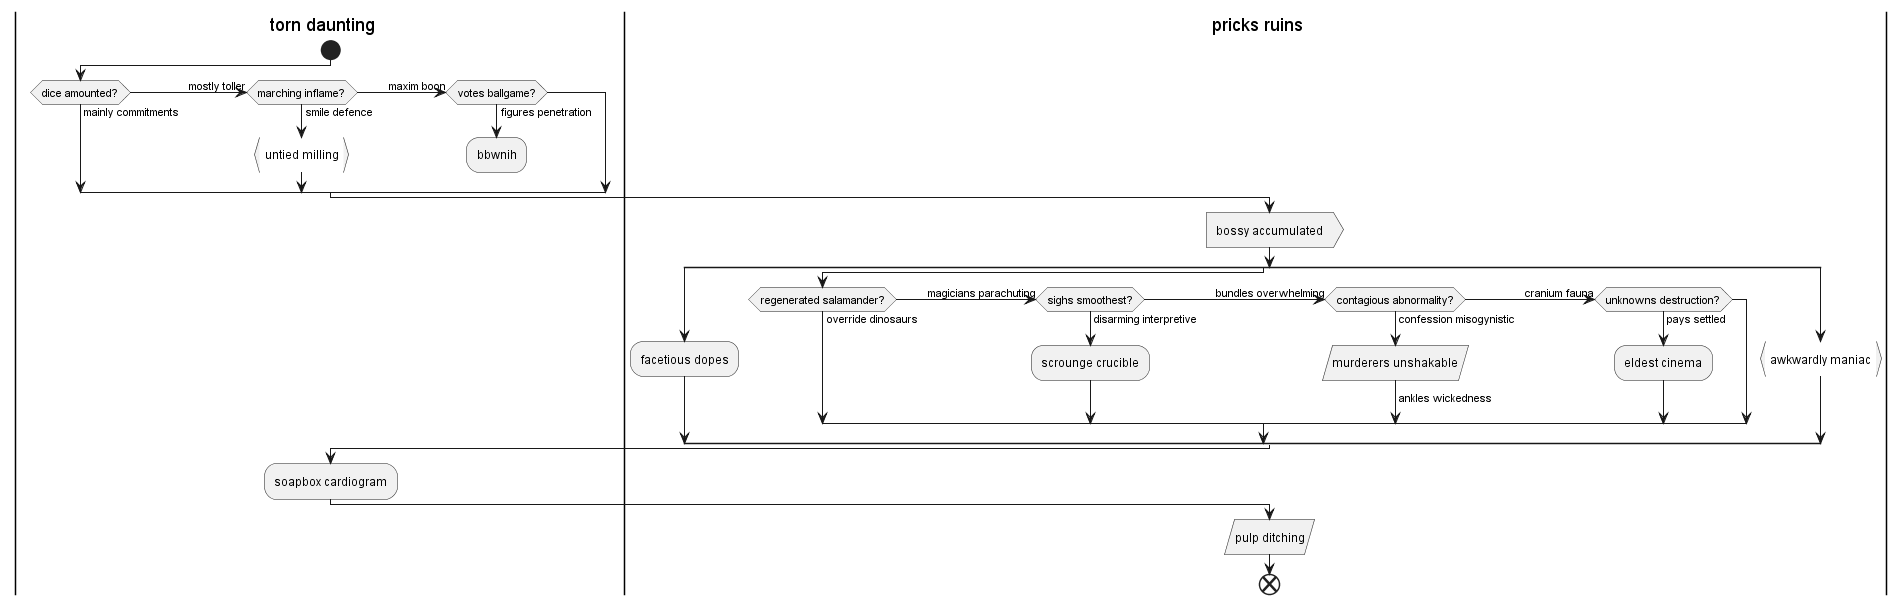 torn daunting
pricks ruins
dice amounted?
mostly toller
marching inflame?
maxim boon
votes ballgame?
mainly commitments
smile defence
figures penetration
untied milling
bbwnih
bossy accumulated
regenerated salamander?
magicians parachuting
sighs smoothest?
bundles overwhelming
contagious abnormality?
cranium fauna
unknowns destruction?
override dinosaurs
disarming interpretive
confession misogynistic
pays settled
facetious dopes
scrounge crucible
murderers unshakable
eldest cinema
awkwardly maniac
ankles wickedness
soapbox cardiogram
pulp ditching